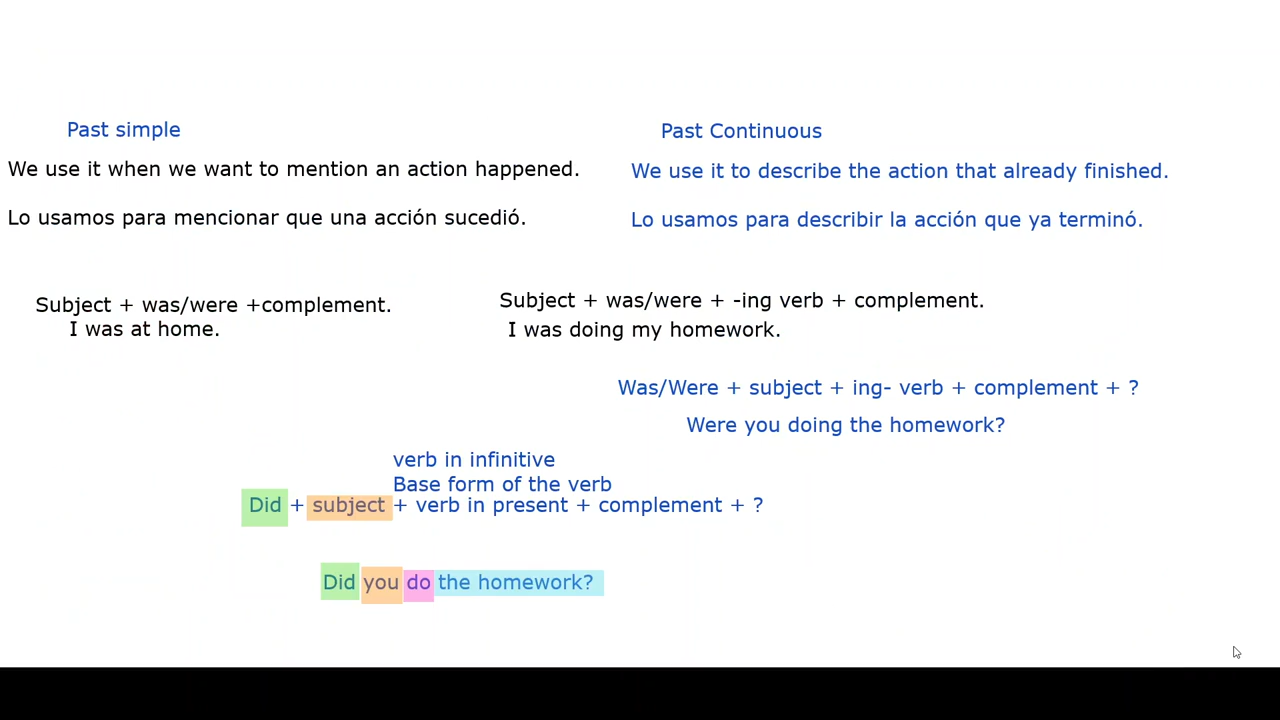 Past simple
We use it when we want to mention an action happened.
Lo usamos para mencionar que una acción sucedió.
Subject + was/were +complement.
I was at home.
Past Continuous
We use it to describe the action that already finished.
Lo usamos para describir la acción que ya terminó.
Subject + was/were + -ing verb + complement.
I was doing my homework.
Was/Were + subject + ing- verb + complement + ?
Were you doing the homework?
verb in infinitive
Base form of the verb
Did + subject + verb in present + complement + ?
Did you do the homework?